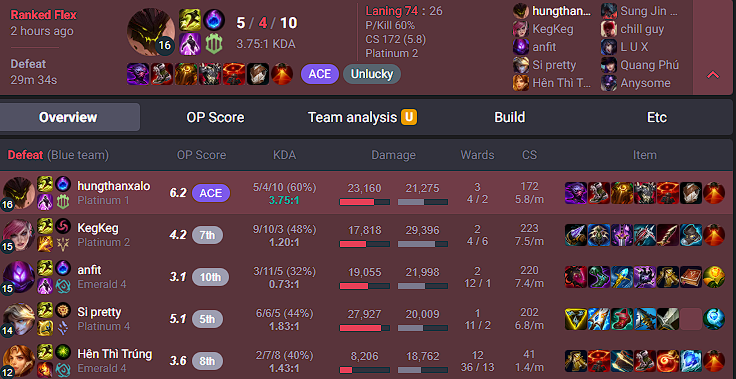 Ranked Flex
2 hours ago
Defeat
29m 34s
16
5 / 4 / 10
3.75:1 KDA
Laning 74 : 26
P/Kill 60%
CS 172 (5.8)
Platinum 2
ACE Unlucky
hungthan...
KegKeg
anfit
Si pretty
Hên Thì T...
Sung Jin ...
chill guy
L U X
Quang Phú
Anysome
Overview OP Score Team analysis U Build Etc
Defeat (Blue team) OP Score KDA Damage Wards CS Item
16 hungthanxalo Platinum 1 6.2 ACE 5/4/10 (60%) 3.75:1 23,160 21,275 3 4 / 2 172 5.8/m
15 KegKeg Platinum 2 4.2 7th 9/10/3 (48%) 1.20:1 17,818 29,396 2 4 / 6 223 7.5/m
15 anfit Emerald 4 3.1 10th 3/11/5 (32%) 0.73:1 19,055 21,998 2 12 / 1 220 7.4/m
14 Si pretty Platinum 4 5.1 5th 6/6/5 (44%) 1.83:1 27,927 20,009 1 11 / 2 202 6.8/m
12 Hên Thì Trúng Emerald 4 3.6 8th 2/7/8 (40%) 1.43:1 8,206 18,762 12 36 / 13 41 1.4/m